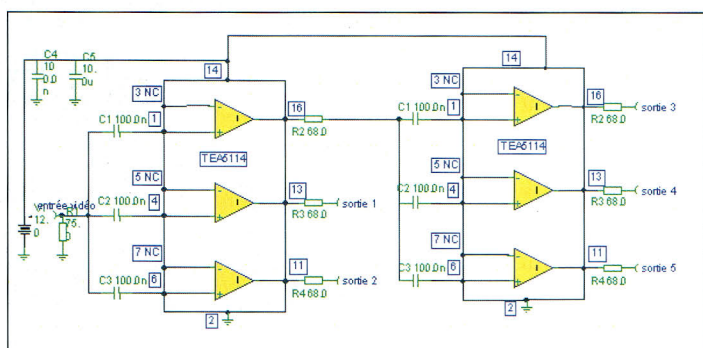 C4
10
0.0
n
C5
10.
0u
14
3 NC
1
C1 100.0n
16
R2 68.0
TEA5114
5 NC
4
C2 100.0n
13
R3 68.0
sortie 1
entrée vidéo
R1
75.
0
V
12.
0
7 NC
6
C3 100.0n
11
R4 68.0
sortie 2
2
14
3 NC
1
C1 100.0n
16
R2 68.0
sortie 3
TEA5114
5 NC
4
C2 100.0n
13
R3 68.0
sortie 4
7 NC
6
C3 100.0n
11
R4 68.0
sortie 5
2